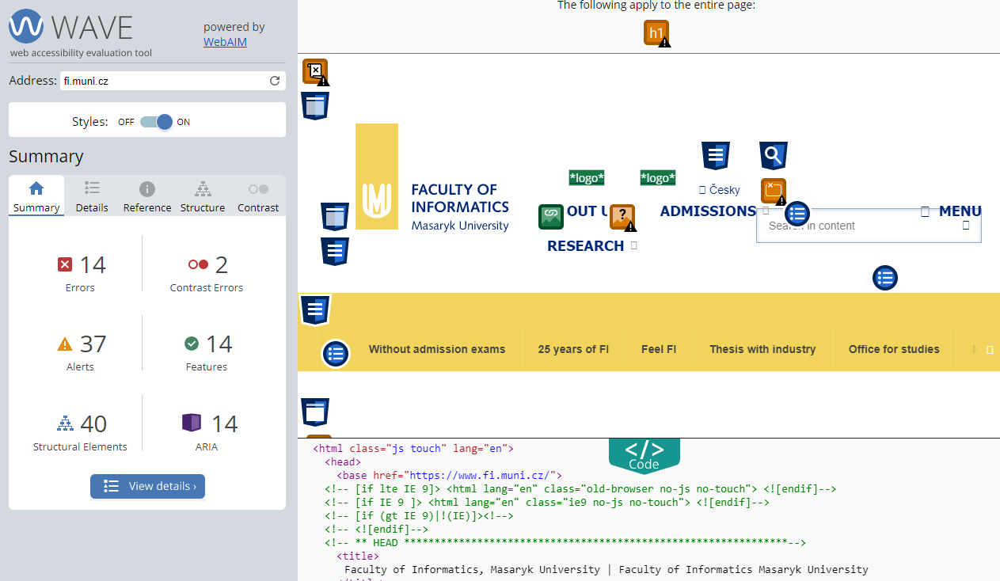 WAVE
web accessibility evaluation tool
powered by
WebAIM
Address: fi.muni.cz
Styles: OFF ON
Summary
Summary Details Reference Structure Contrast
14
Errors
2
Contrast Errors
37
Alerts
14
Features
40
Structural Elements
14
ARIA
View details ›
The following apply to the entire page:
h1
FACULTY OF
INFORMATICS
Masaryk University
*logo* *logo*
Česky
OUT ADMISSIONS MENU
Search in content
RESEARCH
Without admission exams 25 years of FI Feel FI Thesis with industry Office for studies
</>
Code
<html class="js touch" lang="en">
<head>
<base href="https://www.fi.muni.cz/">
<!-- [if lte IE 9]> <html lang="en" class="old-browser no-js no-touch"> <![endif]-->
<!-- [if IE 9 ]> <html lang="en" class="ie9 no-js no-touch"> <![endif]-->
<!-- [if (gt IE 9)|!(IE)]><!-->
<!-- <![endif]-->
<!-- ** HEAD ***************************************************************-->
<title>
Faculty of Informatics, Masaryk University | Faculty of Informatics Masaryk University